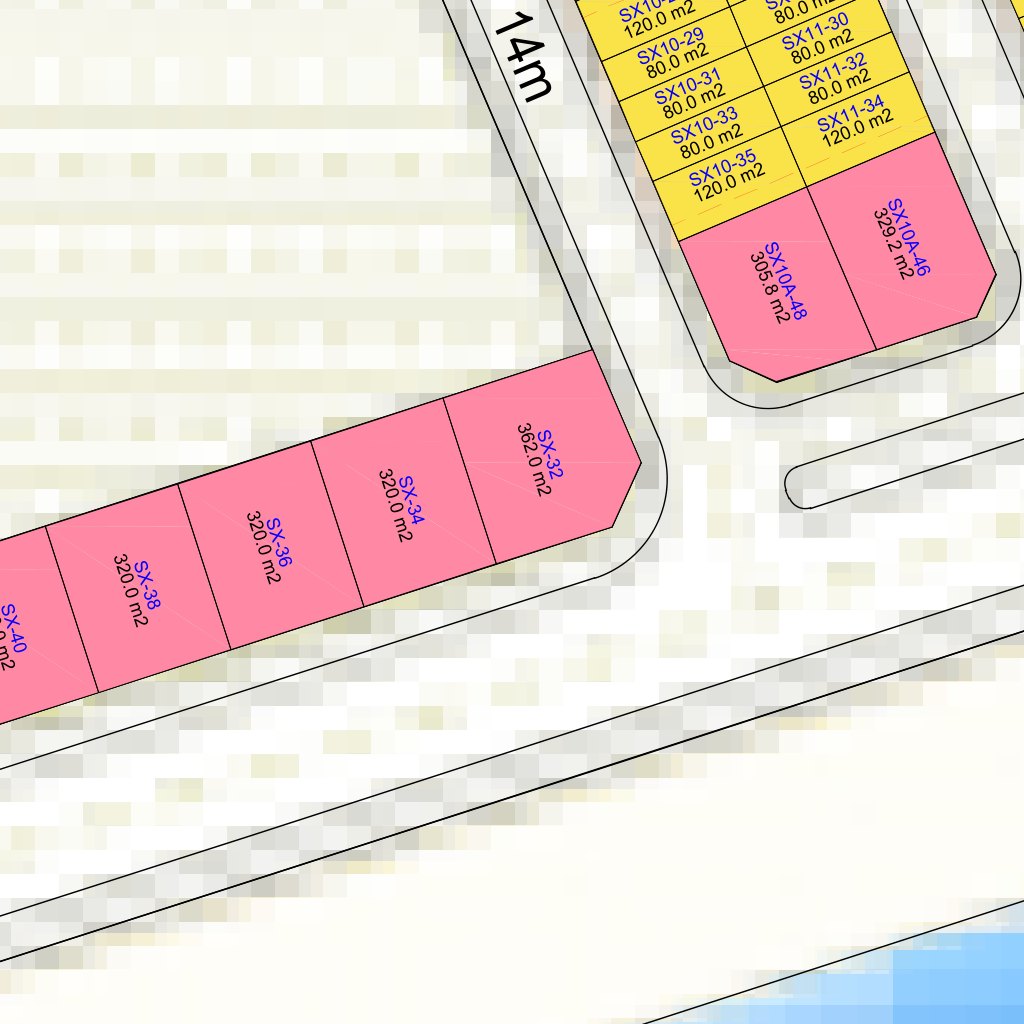 14m
120.0 m2
80.0 m2
SX10-29
80.0 m2
SX11-30
80.0 m2
SX10-31
80.0 m2
SX11-32
80.0 m2
SX10-33
80.0 m2
SX11-34
120.0 m2
SX10-35
120.0 m2
SX10A-46
329.2 m2
SX10A-48
305.8 m2
SX-32
362.0 m2
SX-34
320.0 m2
SX-36
320.0 m2
SX-38
320.0 m2
SX-40